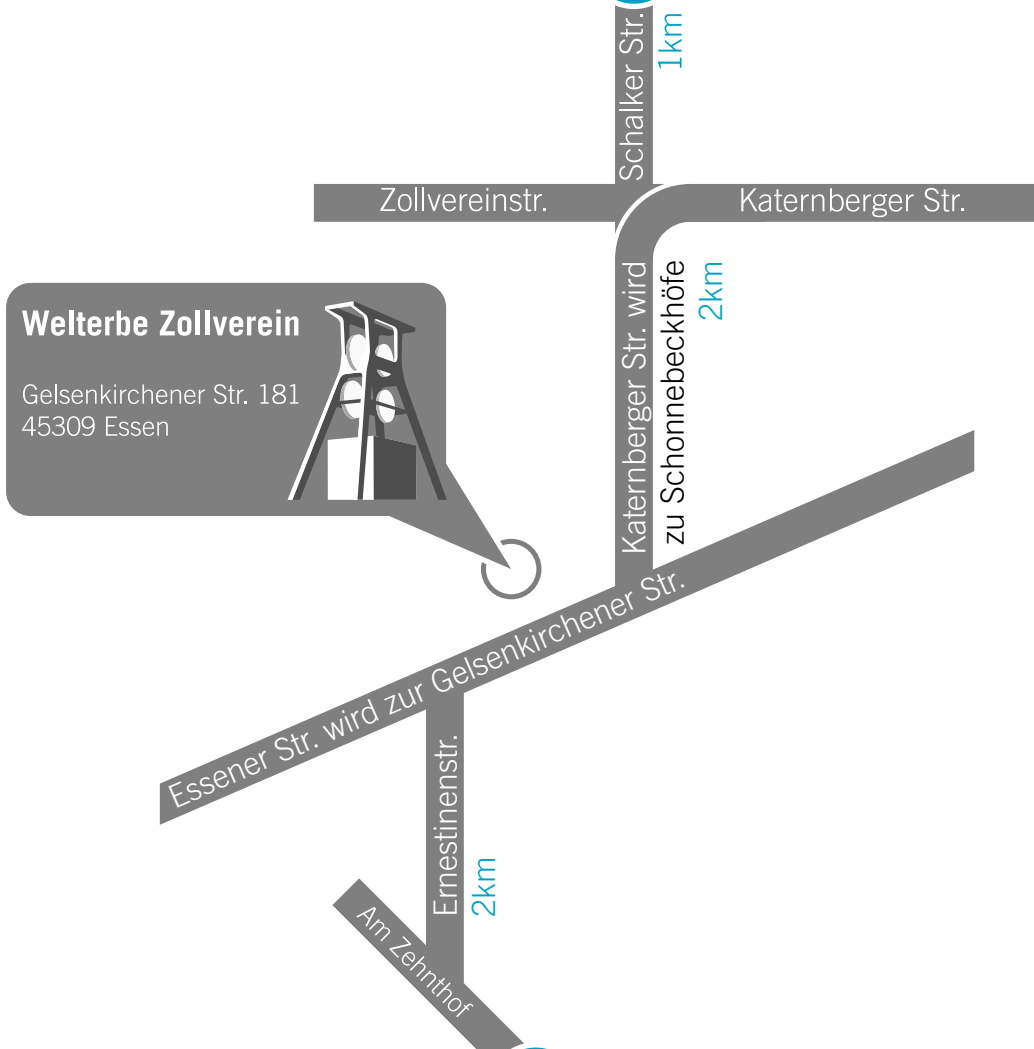 Schalker Str.
1km
Zollvereinstr.
Katernberger Str.
Katernberger Str. wird
zu Schonnebeckhöfe
2km
Welterbe Zollverein
Gelsenkirchener Str. 181
45309 Essen
Essener Str. wird zur Gelsenkirchener Str.
Ernestinenstr.
2km
Am Zehnthof